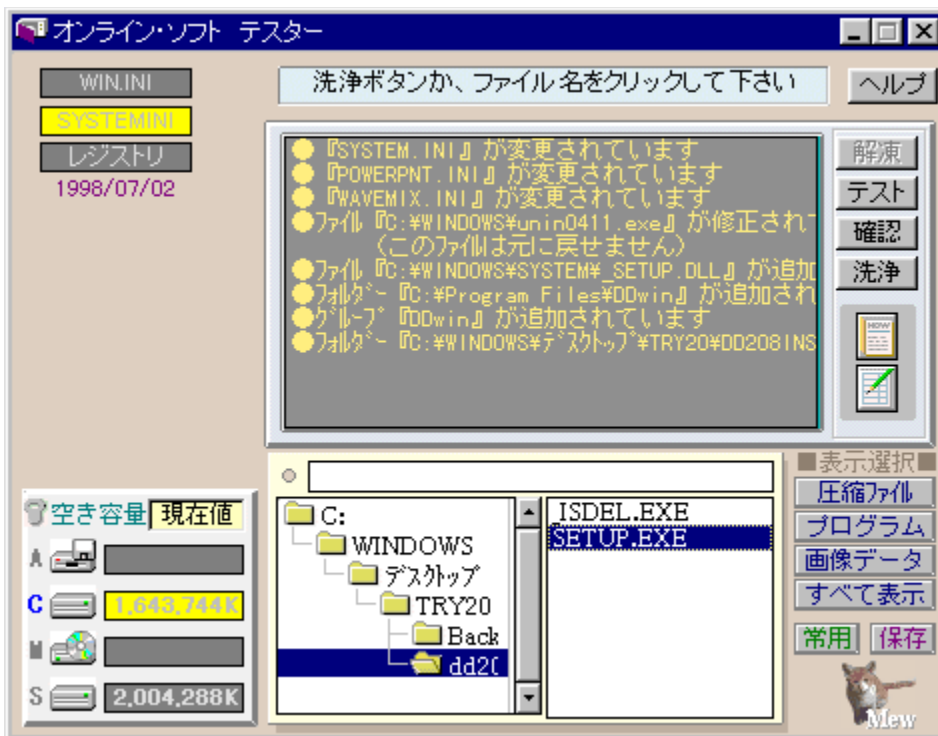 オンライン・ソフト テスター
WIN.INI
SYSTEMINI
レジストリ
1998/07/02
洗浄ボタンか、ファイル名をクリックして下さい
ヘルプ
● 『SYSTEM.INI』が変更されています
● 『POWERPNT.INI』が変更されています
● 『WAVEMIX.INI』が変更されています
●ファイル『C:¥WINDOWS¥unin0411.exe』が修正されて
(このファイルは元に戻せません)
●ファイル『C:¥WINDOWS¥SYSTEM¥_SETUP.DLL』が追加
●フォルダー『C:¥Program Files¥DDwin』が追加され
●グループ『DDwin』が追加されています
●フォルダー『C:¥WINDOWS¥デスクトップ¥TRY20¥DD208INS
解凍
テスト
確認
洗浄
HOW
空き容量
現在値
A
C
1,643,744K
M
S
2,004,288K
C:
WINDOWS
デスクトップ
TRY20
Back
dd20
_ISDEL.EXE
SETUP.EXE
■表示選択■
圧縮ファイル
プログラム
画像データ
すべて表示
常用
保存
Mew